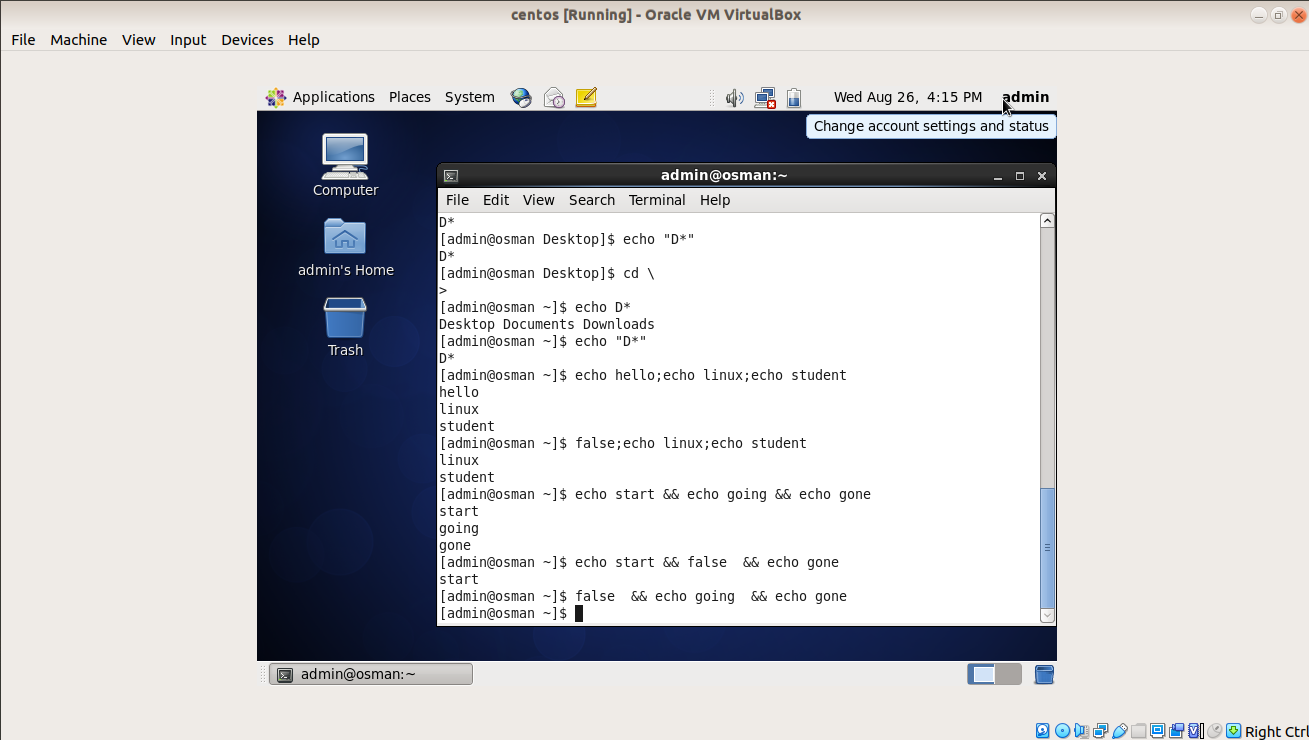 centos [Running] - Oracle VM VirtualBox
File Machine View Input Devices Help
Applications Places System Wed Aug 26, 4:15 PM admin
Change account settings and status
Computer
admin's Home
Trash
admin@osman:~
File Edit View Search Terminal Help
D*
[admin@osman Desktop]$ echo "D*"
D*
[admin@osman Desktop]$ cd \
>
[admin@osman ~]$ echo D*
Desktop Documents Downloads
[admin@osman ~]$ echo "D*"
D*
[admin@osman ~]$ echo hello;echo linux;echo student
hello
linux
student
[admin@osman ~]$ false;echo linux;echo student
linux
student
[admin@osman ~]$ echo start && echo going && echo gone
start
going
gone
[admin@osman ~]$ echo start && false  && echo gone
start
[admin@osman ~]$ false  && echo going  && echo gone
[admin@osman ~]$
admin@osman:~
Right Ctrl